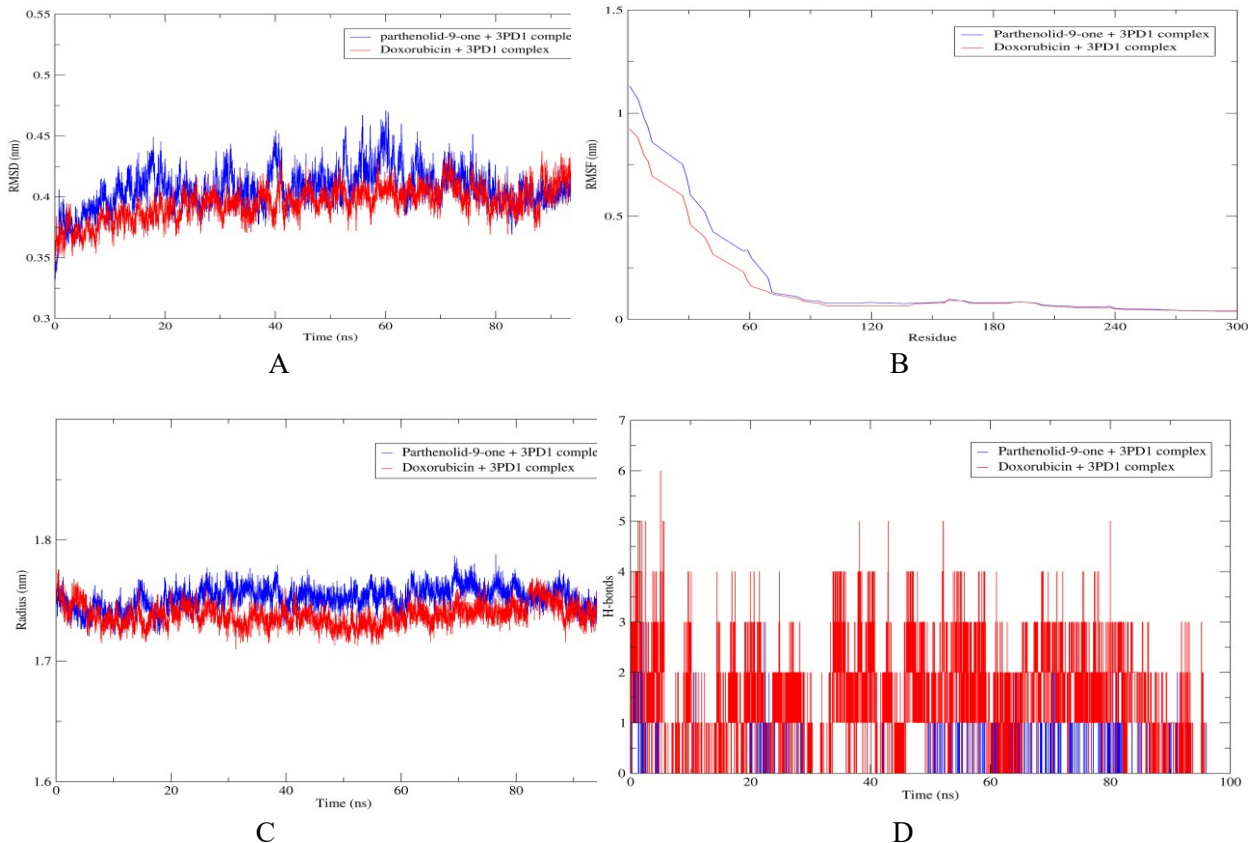 0.55
0.5
0.45
0.4
0.35
0.3
RMSD (nm)
parthenolid-9-one + 3PD1 comple
Doxorubicin + 3PD1 complex
0 20 40 60 80
Time (ns)
A
1.5
1
0.5
0
RMSF (nm)
Parthenolid-9-one + 3PD1 complex
Doxorubicin + 3PD1 complex
60 120 180 240 300
Residue
B
1.8
1.7
1.6
Radius (nm)
Parthenolid-9-one + 3PD1 comple
Doxorubicin + 3PD1 complex
0 20 40 60 80
Time (ns)
C
7
6
5
4
3
2
1
0
H-bonds
Parthenolid-9-one + 3PD1 complex
Doxorubicin + 3PD1 complex
0 20 40 60 80 100
Time (ns)
D